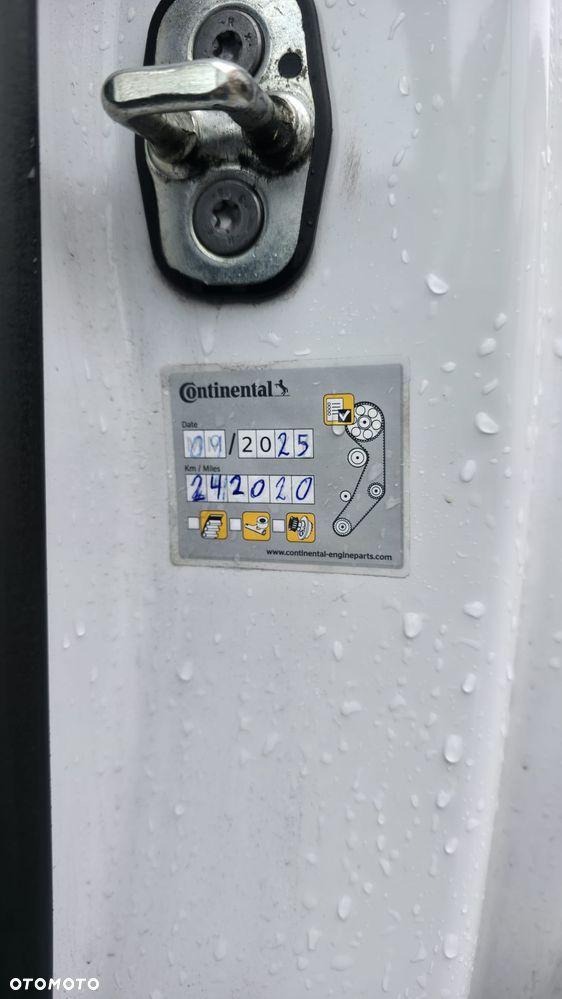 Continental
Date
09/2025
Km / Miles
242020
www.continental-engineparts.com
OTOMOTO